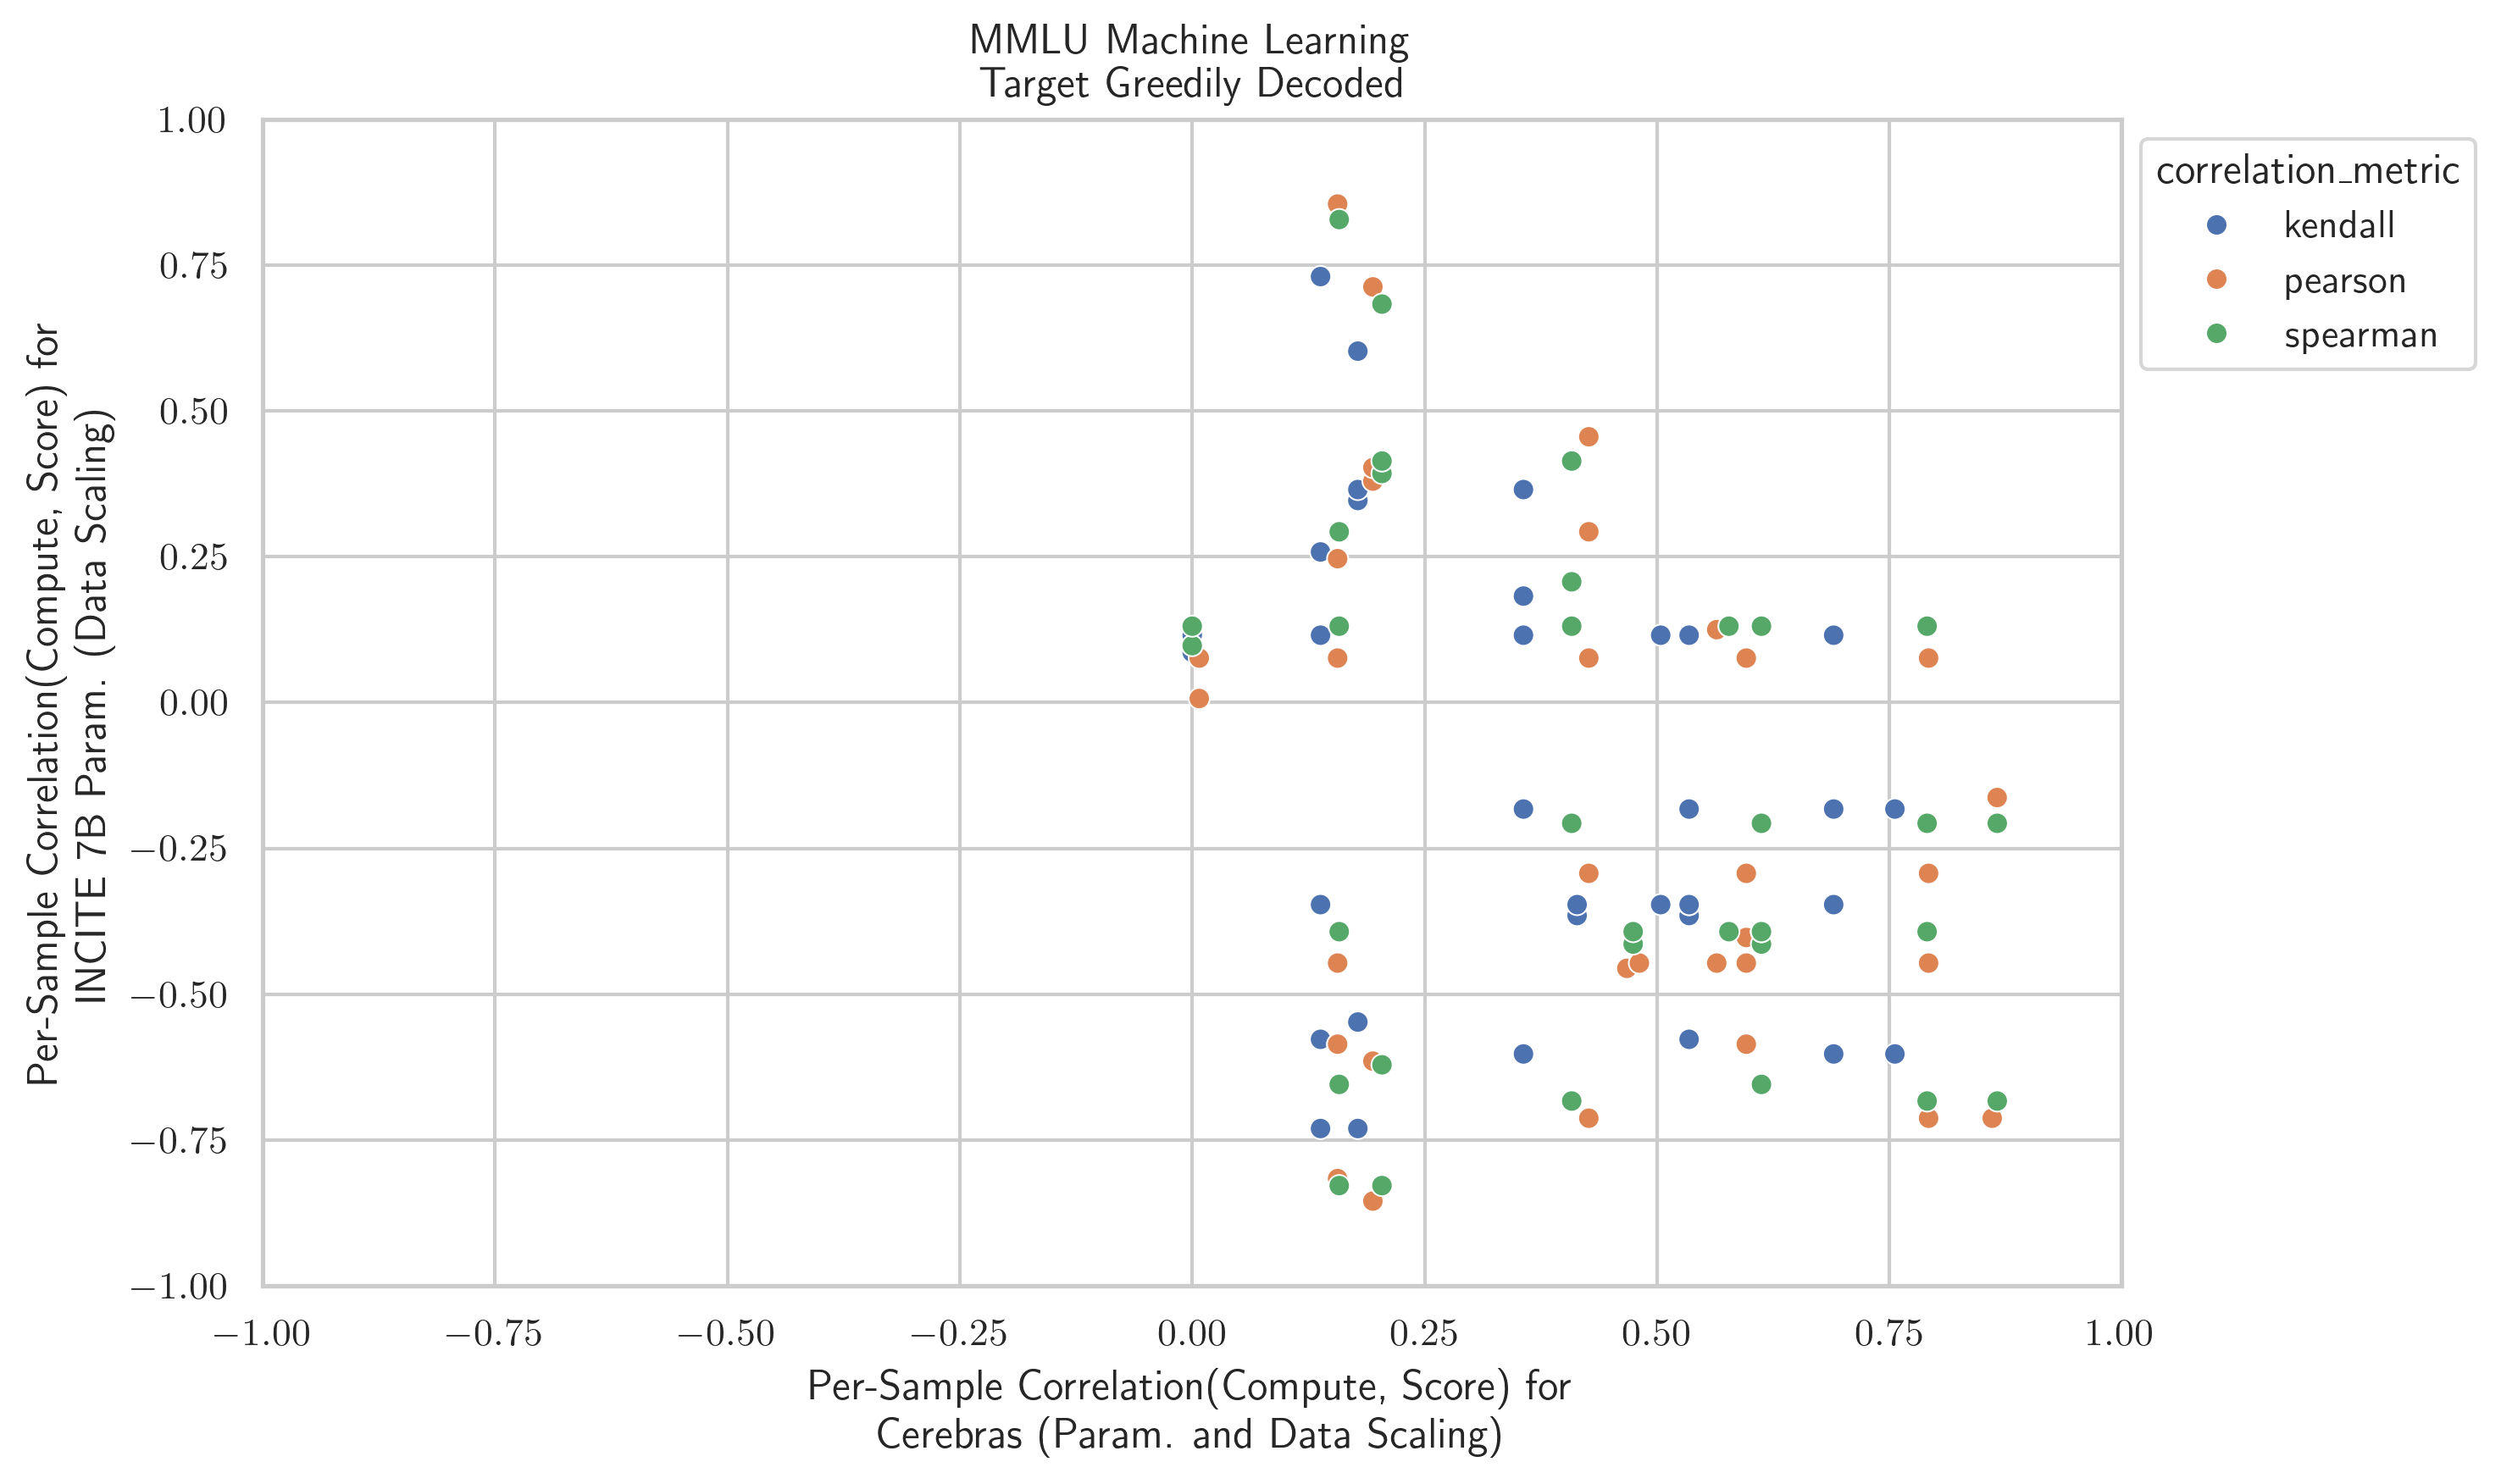 MMLU Machine Learning
Target Greedily Decoded
Per-Sample Correlation(Compute, Score) for
INCITE 7B Param. (Data Scaling)
1.00
0.75
0.50
0.25
0.00
−0.25
−0.50
−0.75
−1.00
−1.00 −0.75 −0.50 −0.25 0.00 0.25 0.50 0.75 1.00
Per-Sample Correlation(Compute, Score) for
Cerebras (Param. and Data Scaling)
correlation_metric
kendall
pearson
spearman